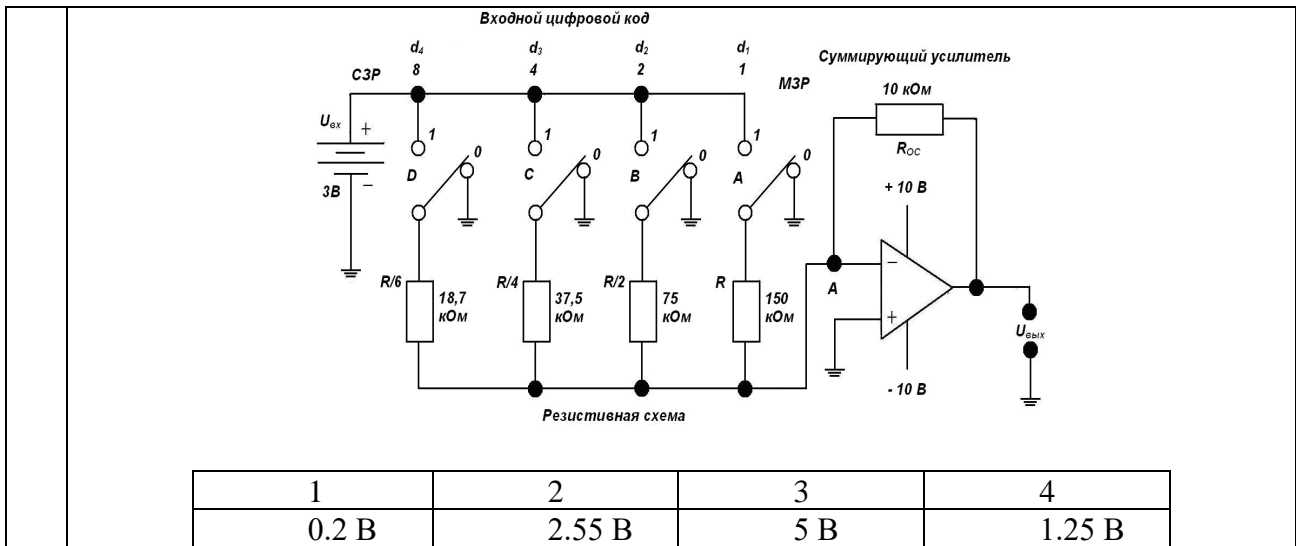 Входной цифровой код
d4 d3 d2 d1
СЗР 8 4 2 1 МЗР
Суммирующий усилитель
10 кОм
Rос
Uвх + 1 0 1 0 1 0 1 0
D C B A
3В −
+ 10 В
R/6 R/4 R/2 R
18,7 кОм 37,5 кОм 75 кОм 150 кОм
A − +
Uвых
- 10 В
Резистивная схема
1 2 3 4
0.2 В 2.55 В 5 В 1.25 В